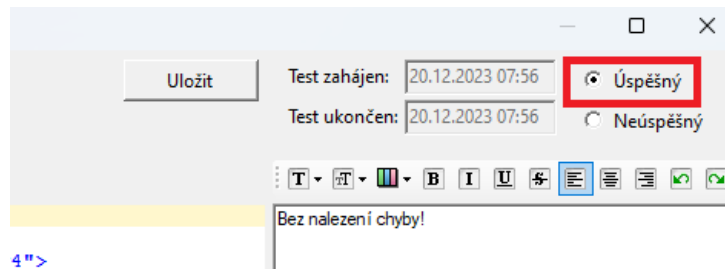 Uložit
Test zahájen: 20.12.2023 07:56 Úspěšný
Test ukončen: 20.12.2023 07:56 Neúspěšný
T T B I U S
Bez nalezení chyby!
4">